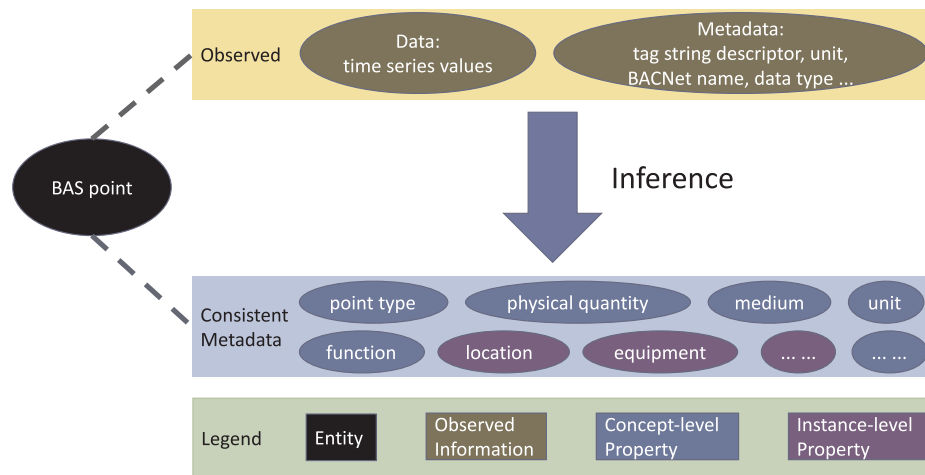 Observed
Data:
time series values
Metadata:
tag string descriptor, unit,
BACNet name, data type ...
BAS point
Inference
Consistent
Metadata
point type
physical quantity
medium
unit
function
location
equipment
... ...
... ...
Legend
Entity
Observed
Information
Concept-level
Property
Instance-level
Property